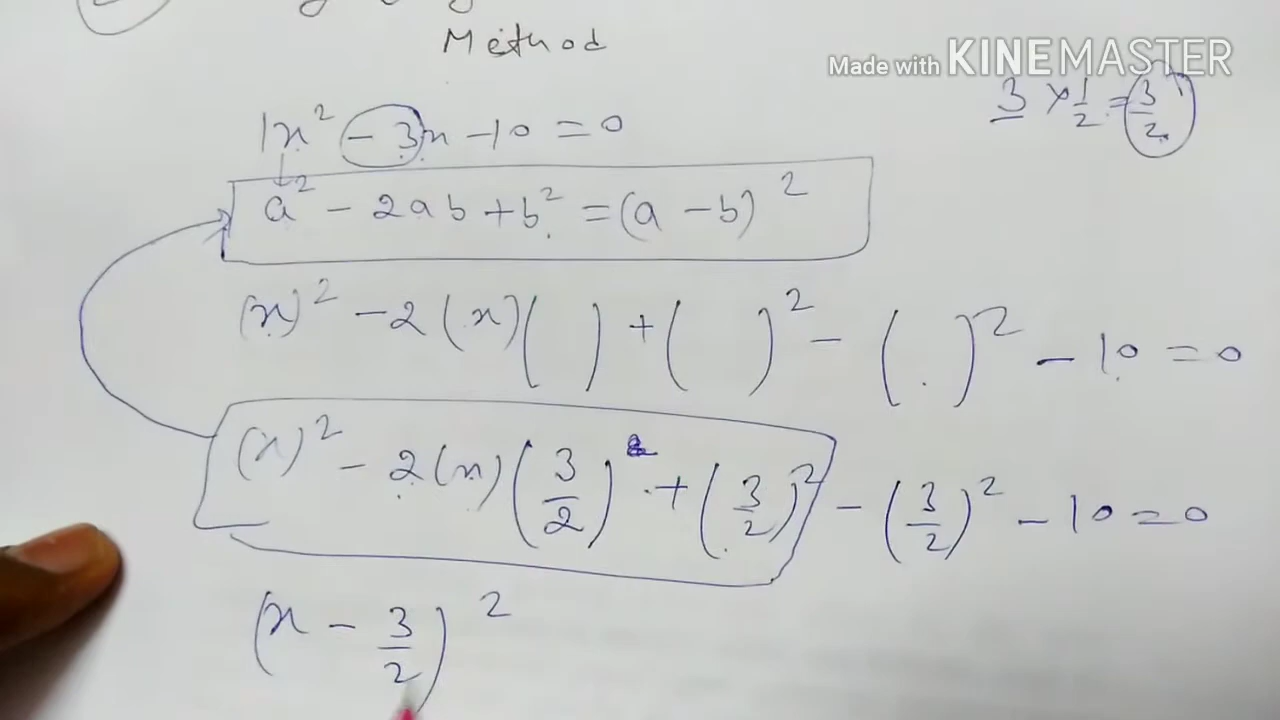 Method
Made with KINEMASTER
3 × 1/2 = 3/2
1x² - 3x - 10 = 0
a² - 2ab + b² = (a - b)²
(x)² - 2(x)( ) + ( )² - ( . )² - 10 = 0
(x)² - 2(x)(3/2) + (3/2)² - (3/2)² - 10 = 0
(x - 3/2)²